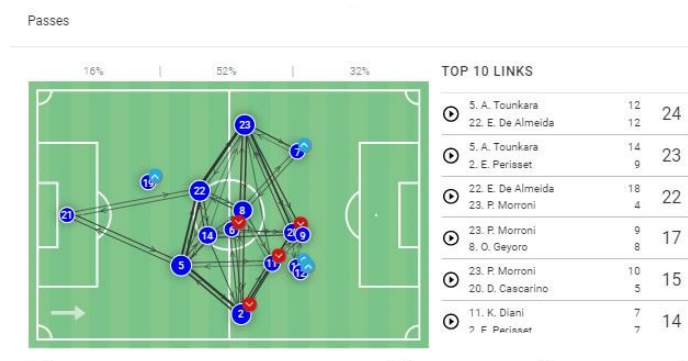 Passes
16% | 52% | 32%
TOP 10 LINKS
5. A. Tounkara 12
22. E. De Almeida 12
24
5. A. Tounkara 14
2. E. Perisset 9
23
22. E. De Almeida 18
23. P. Morroni 4
22
23. P. Morroni 9
8. O. Geyoro 8
17
23. P. Morroni 10
20. D. Cascarino 5
15
11. K. Diani 7
2. E. Perisset 7
14
23
7
19
22
21
8
6
14
20
9
5
11
12
2